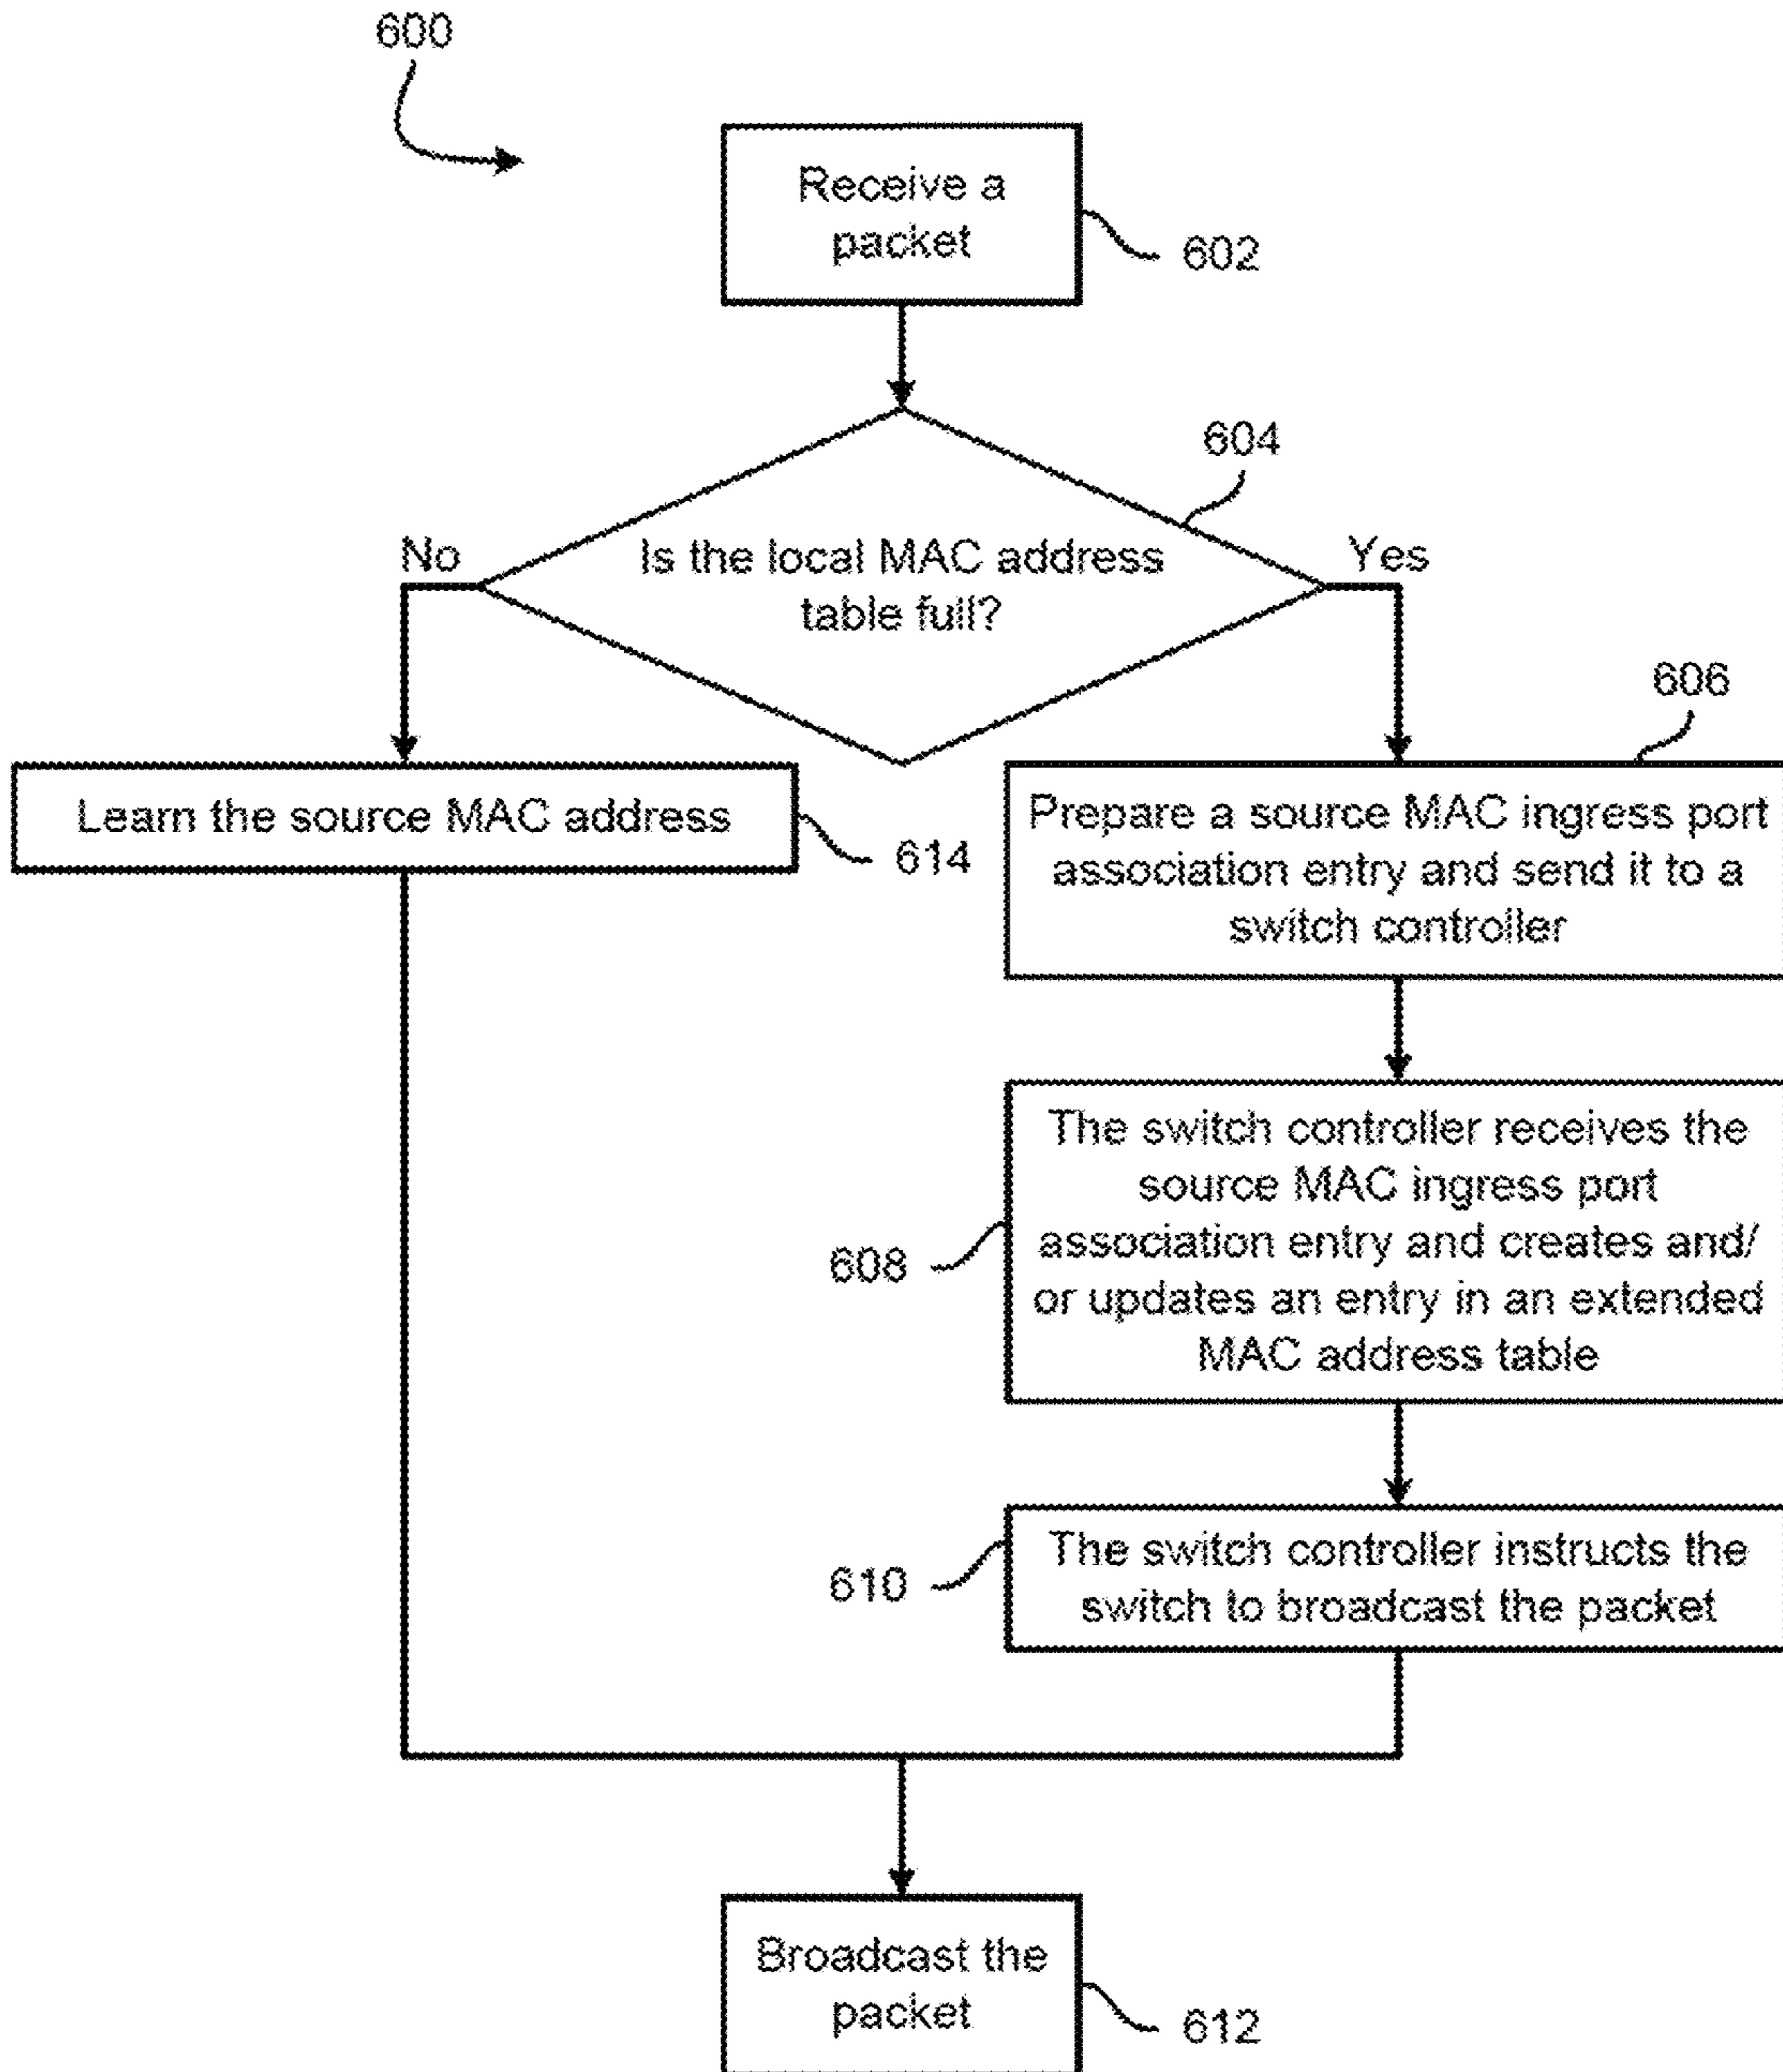 600
Receive a
packet
602
604
No
Is the local MAC address
table full?
Yes
606
Learn the source MAC address
614
Prepare a source MAC ingress port
association entry and send it to a
switch controller
The switch controller receives the
source MAC ingress port
association entry and creates and/
or updates an entry in an extended
MAC address table
608
The switch controller instructs the
switch to broadcast the packet
610
Broadcast the
packet
612